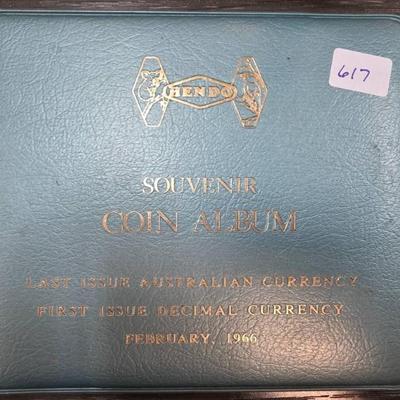 HENDO
617
SOUVENIR
COIN ALBUM
LAST ISSUE AUSTRALIAN CURRENCY
FIRST ISSUE DECIMAL CURRENCY
FEBRUARY, 1966